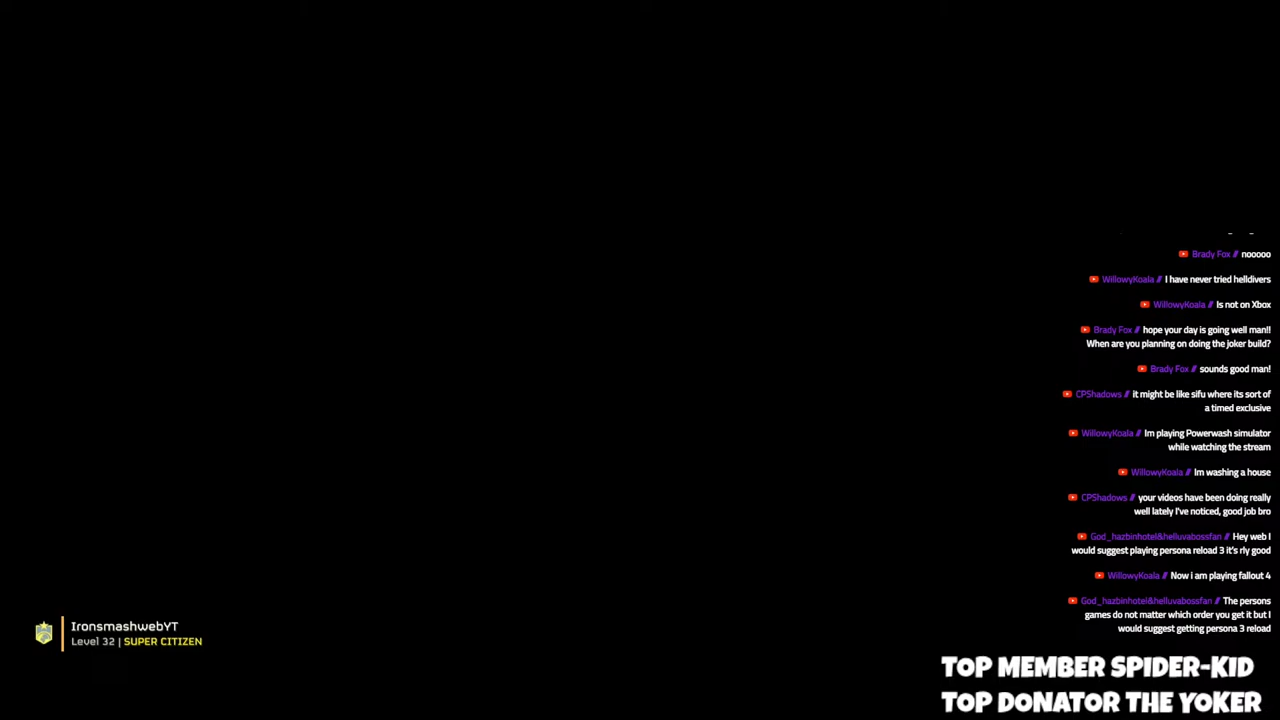 Brady Fox // nooooo
WillowyKoala // I have never tried helldivers
WillowyKoala // Is not on Xbox
Brady Fox // hope your day is going well man!!
When are you planning on doing the joker build?
Brady Fox // sounds good man!
CPShadows // it might be like sifu where its sort of
a timed exclusive
WillowyKoala // Im playing Powerwash simulator
while watching the stream
WillowyKoala // Im washing a house
CPShadows // your videos have been doing really
well lately I've noticed, good job bro
God_hazbinhotel&helluvabossfan // Hey web I
would suggest playing persona reload 3 it's rly good
WillowyKoala // Now i am playing fallout 4
God_hazbinhotel&helluvabossfan // The persons
games do not matter which order you get it but I
would suggest getting persona 3 reload
IronsmashwebYT
Level 32 | SUPER CITIZEN
TOP MEMBER SPIDER-KID
TOP DONATOR THE YOKER